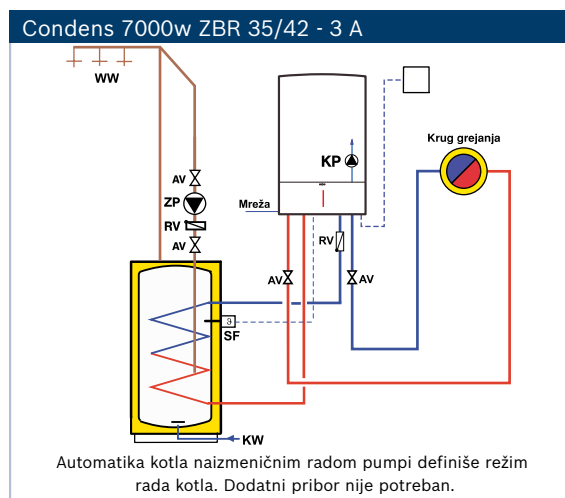 Condens 7000w ZBR 35/42 - 3 A
WW
Krug grejanja
KP
AV
ZP
Mreža
RV
RV
AV
AV
AV
SF
KW
Automatika kotla naizmeničnim radom pumpi definiše režim
rada kotla. Dodatni pribor nije potreban.